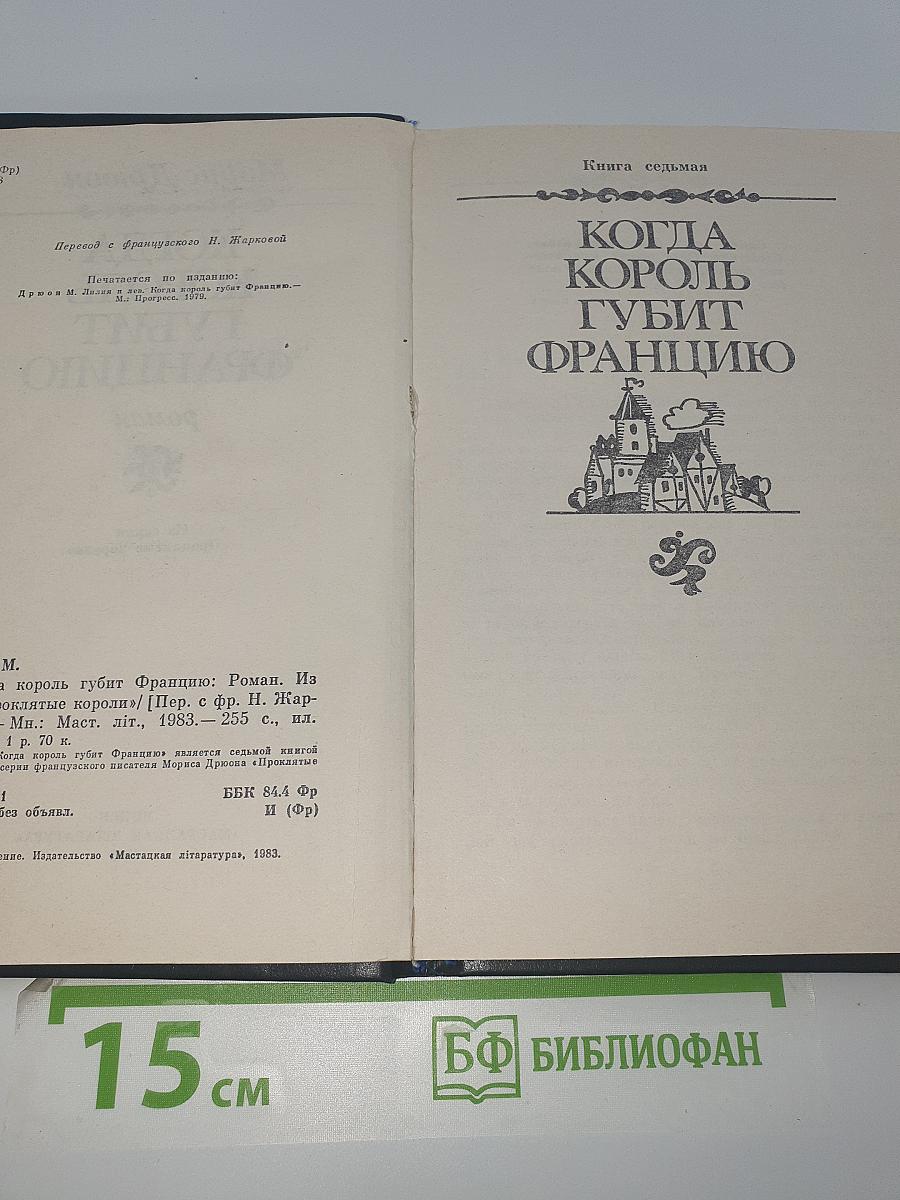 Фр)
Перевод с французского Н. Жарковой
Печатается по изданию:
Дрюон М. Лилия и лев. Когда король губит Францию.—
М.: Прогресс. 1979.
М.
а король губит Францию: Роман. Из
роклятые короли»/ [Пер. с фр. Н. Жар-
— Мн.: Маст. літ., 1983. — 255 с., ил.
1 р. 70 к.
Когда король губит Францию» является седьмой книгой
серии французского писателя Мориса Дрюона «Проклятые
1
ББК 84.4 Фр
без объявл.
И (Фр)
ение. Издательство «Мастацкая літаратура», 1983.
Книга седьмая
КОГДА
КОРОЛЬ
ГУБИТ
ФРАНЦИЮ
15 см
БФ БИБЛИОФАН